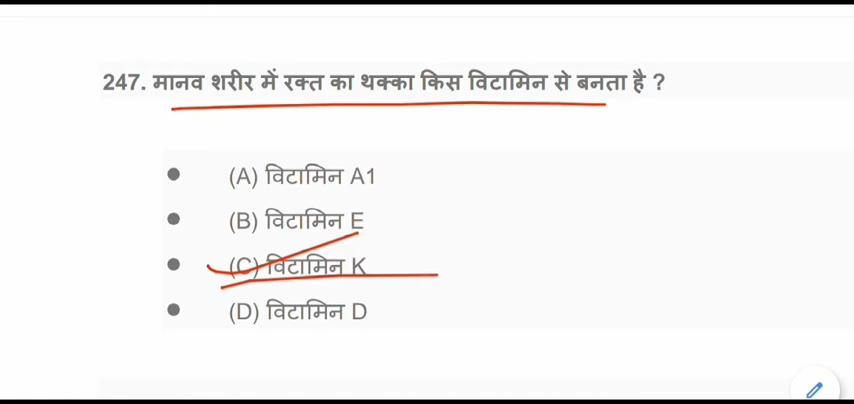 247. मानव शरीर में रक्त का थक्का किस विटामिन से बनता है ?
(A) विटामिन A1
(B) विटामिन E
(C) विटामिन K
(D) विटामिन D